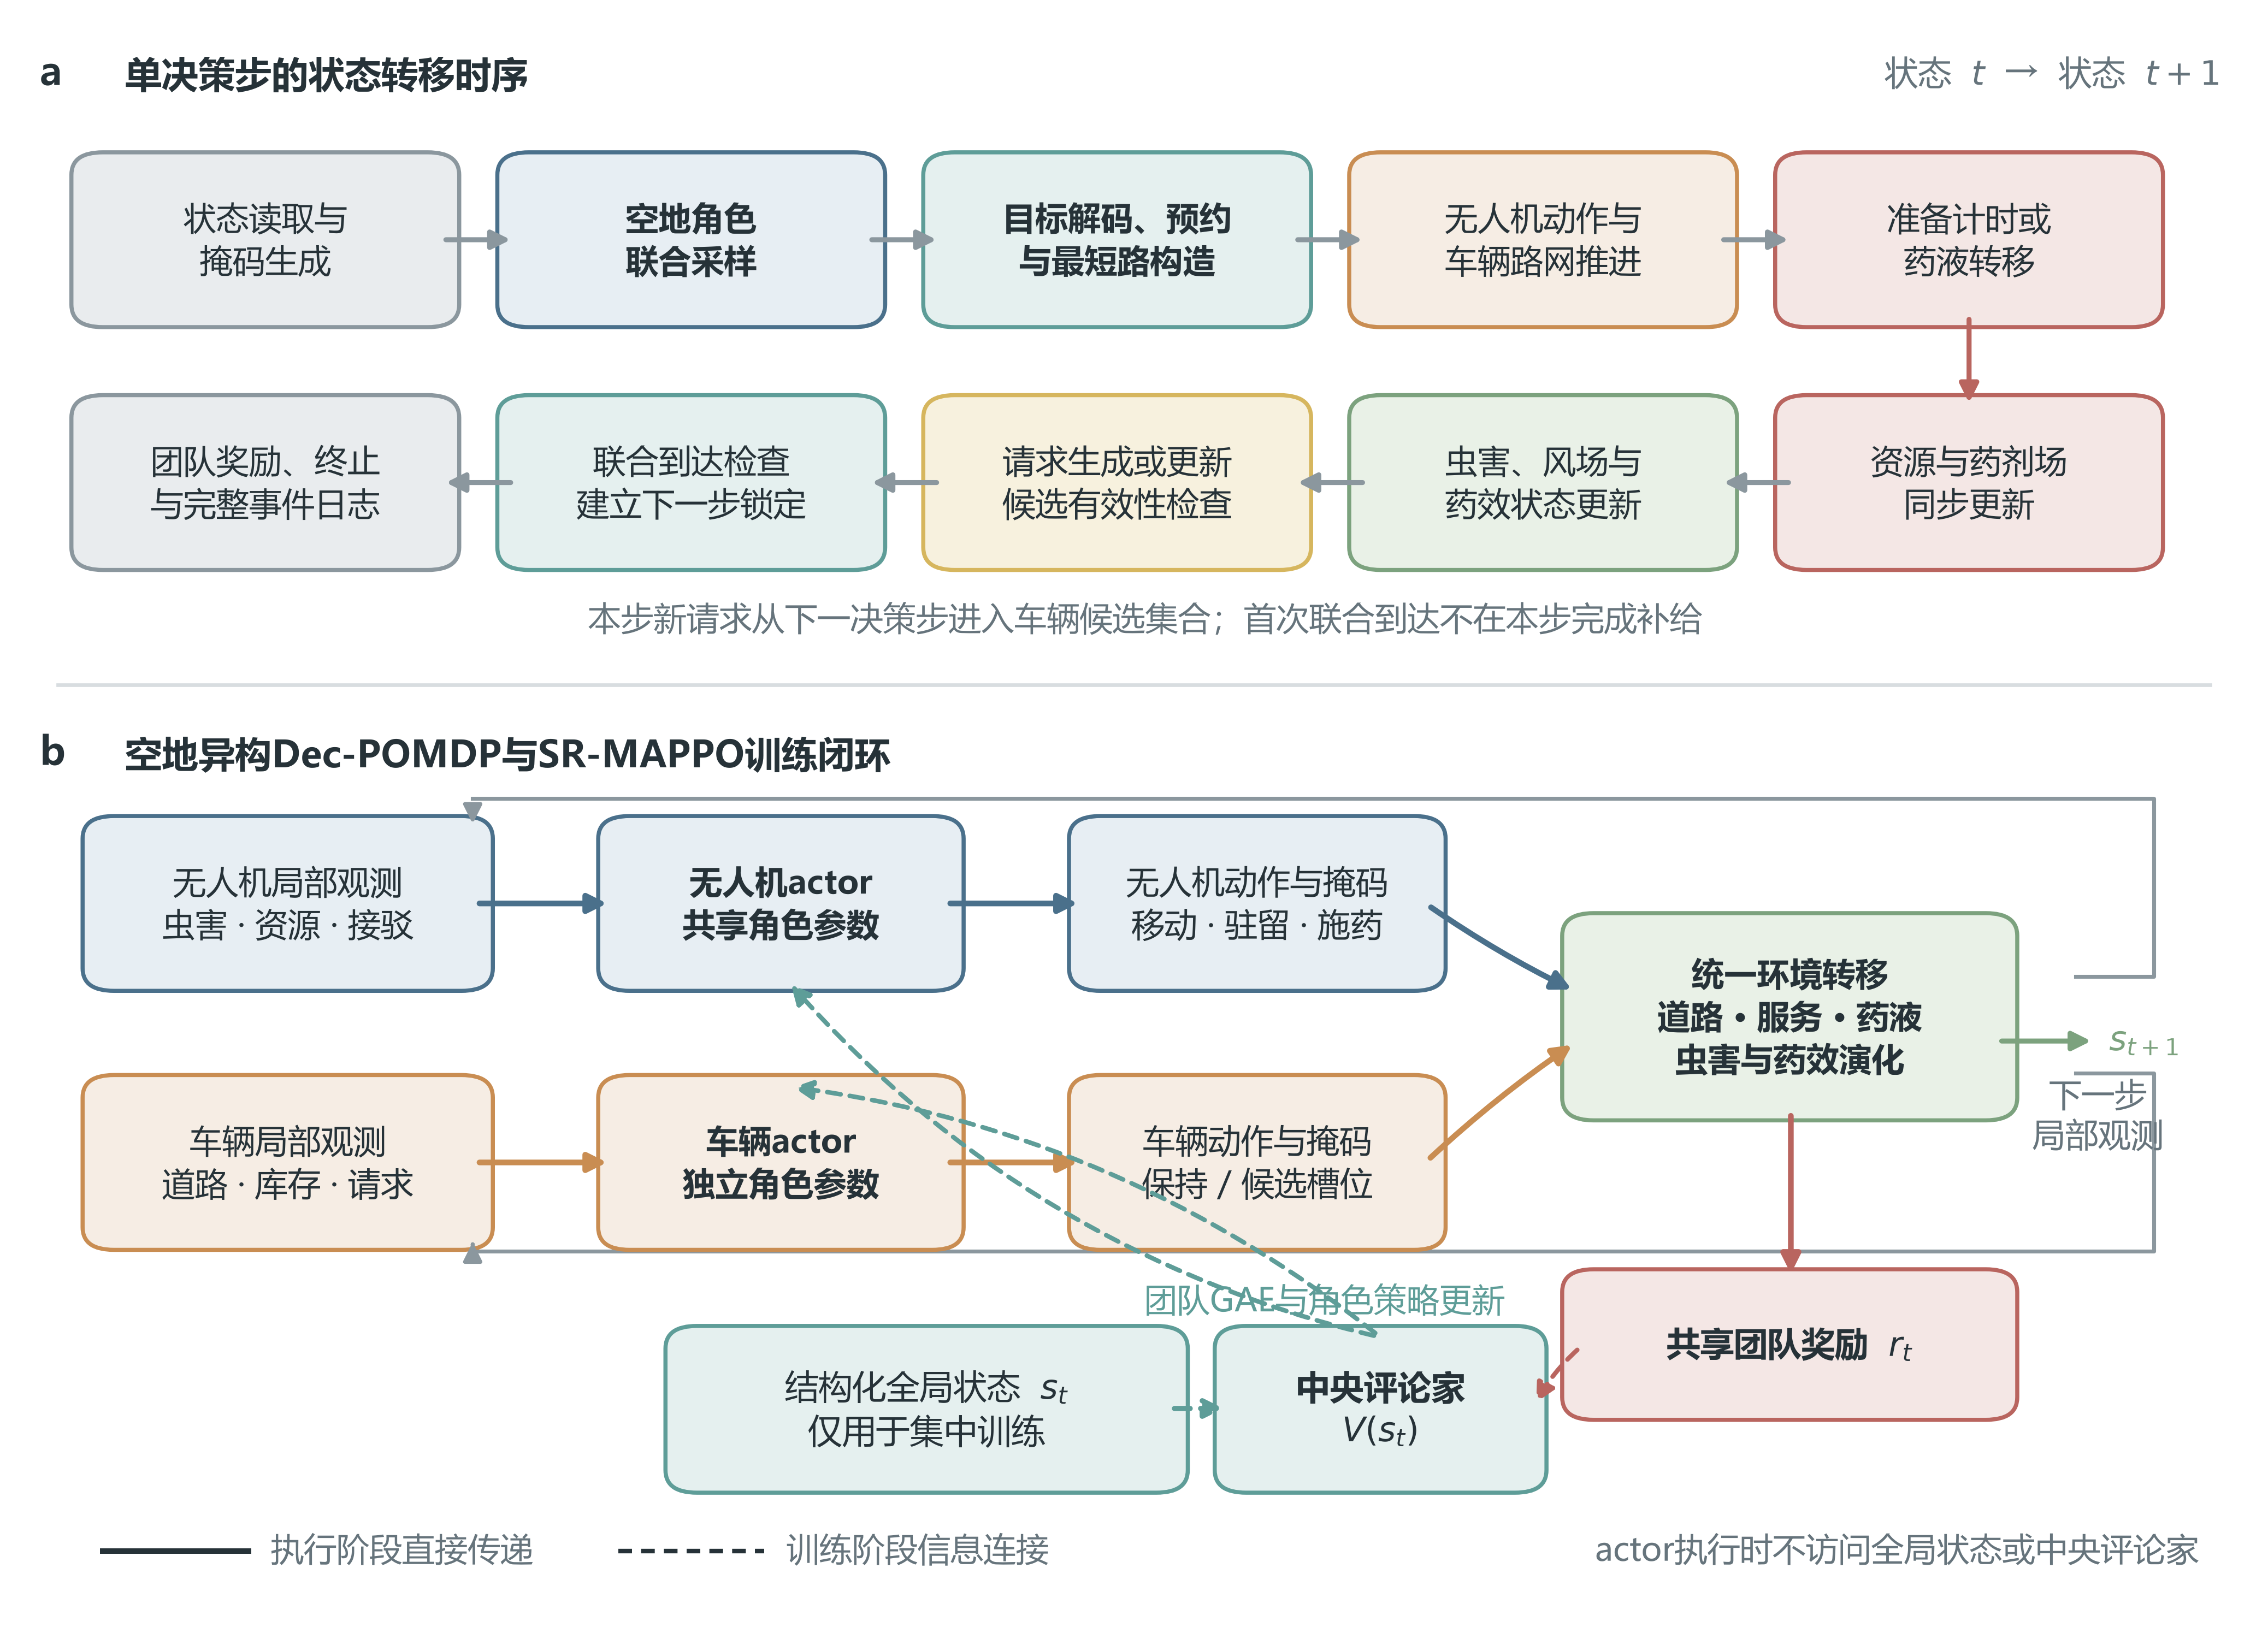 a 单决策步的状态转移时序
状态 t → 状态 t + 1
状态读取与
掩码生成
空地角色
联合采样
目标解码、预约
与最短路构造
无人机动作与
车辆路网推进
准备计时或
药液转移
团队奖励、终止
与完整事件日志
联合到达检查
建立下一步锁定
请求生成或更新
候选有效性检查
虫害、风场与
药效状态更新
资源与药剂场
同步更新
本步新请求从下一决策步进入车辆候选集合；首次联合到达不在本步完成补给
b 空地异构Dec-POMDP与SR-MAPPO训练闭环
无人机局部观测
虫害 · 资源 · 接驳
无人机actor
共享角色参数
无人机动作与掩码
移动 · 驻留 · 施药
统一环境转移
道路・服务・药液
虫害与药效演化
s_{t+1}
下一步
局部观测
车辆局部观测
道路 · 库存 · 请求
车辆actor
独立角色参数
车辆动作与掩码
保持 / 候选槽位
团队GAE与角色策略更新
共享团队奖励 r_t
结构化全局状态 s_t
仅用于集中训练
中央评论家
V(s_t)
执行阶段直接传递
训练阶段信息连接
actor执行时不访问全局状态或中央评论家